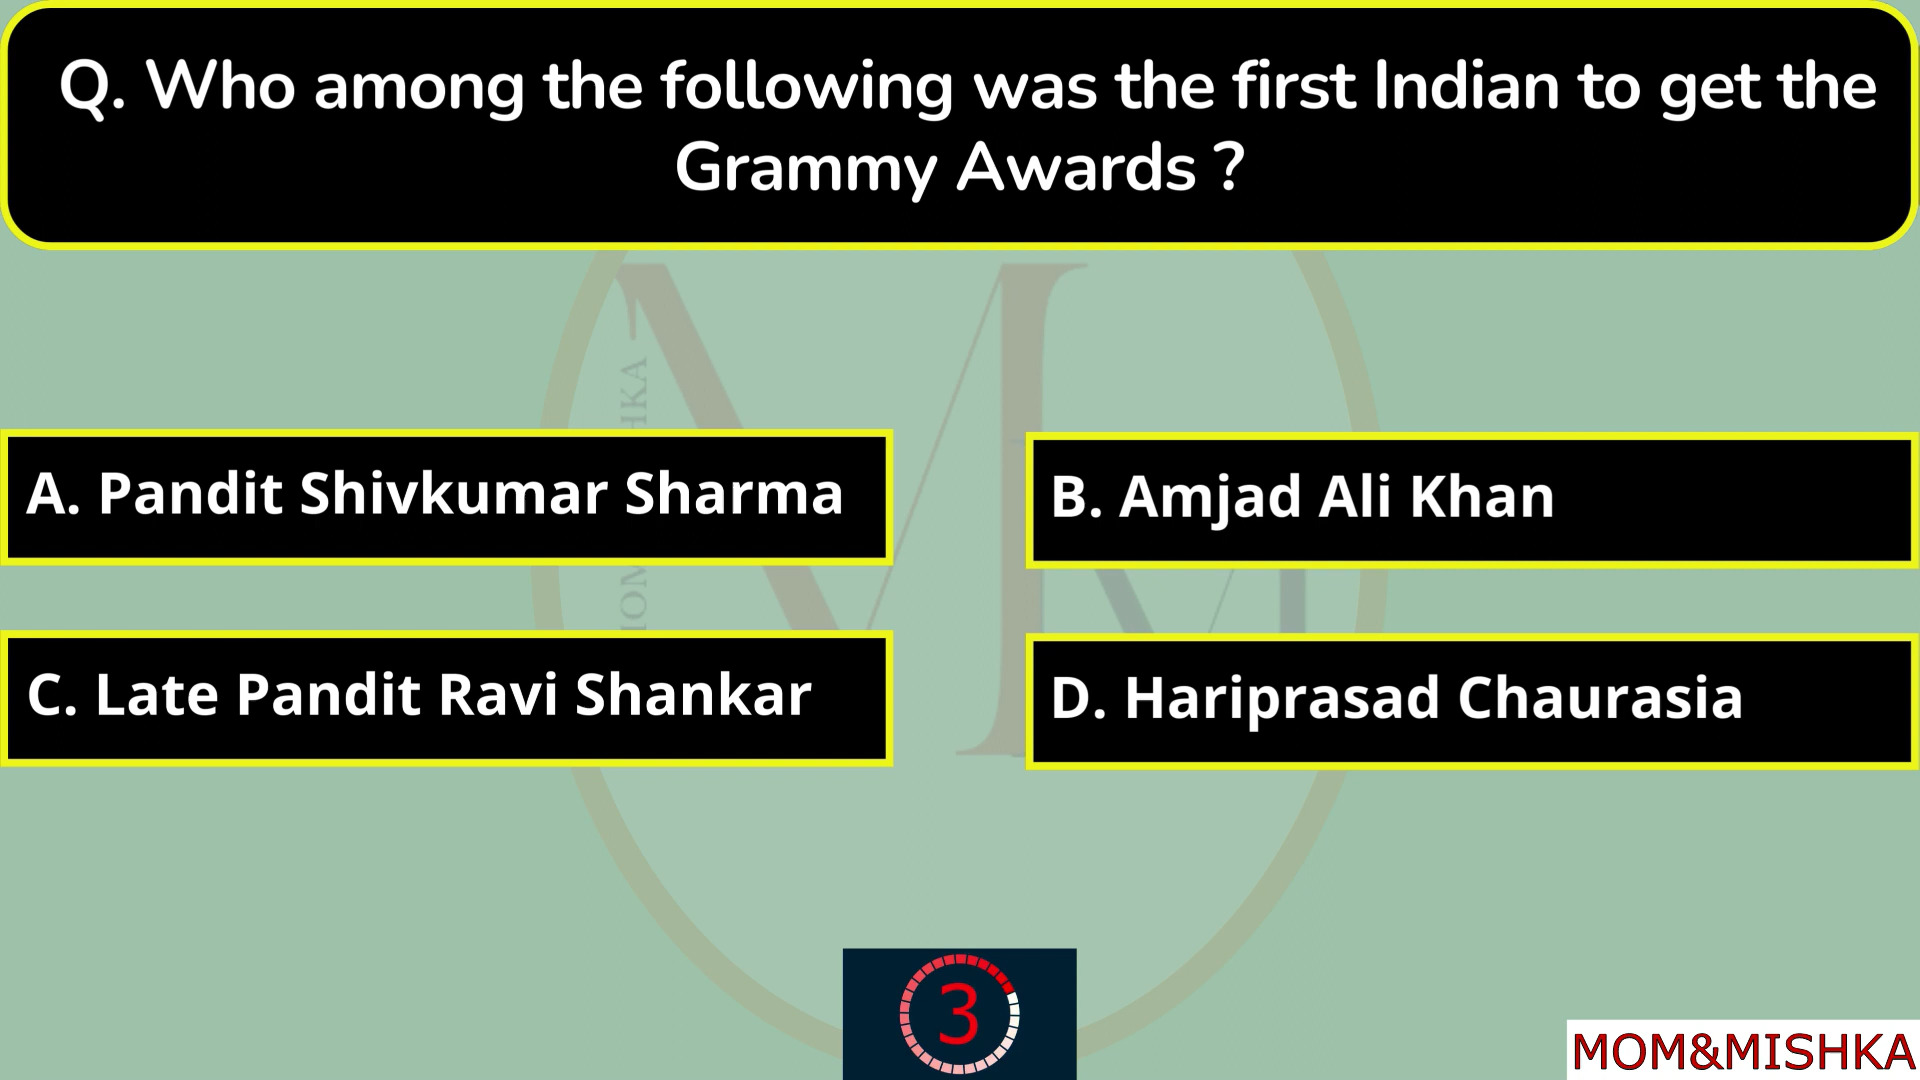 Q. Who among the following was the first Indian to get the
Grammy Awards ?
A. Pandit Shivkumar Sharma
B. Amjad Ali Khan
C. Late Pandit Ravi Shankar
D. Hariprasad Chaurasia
3
MOM&MISHKA